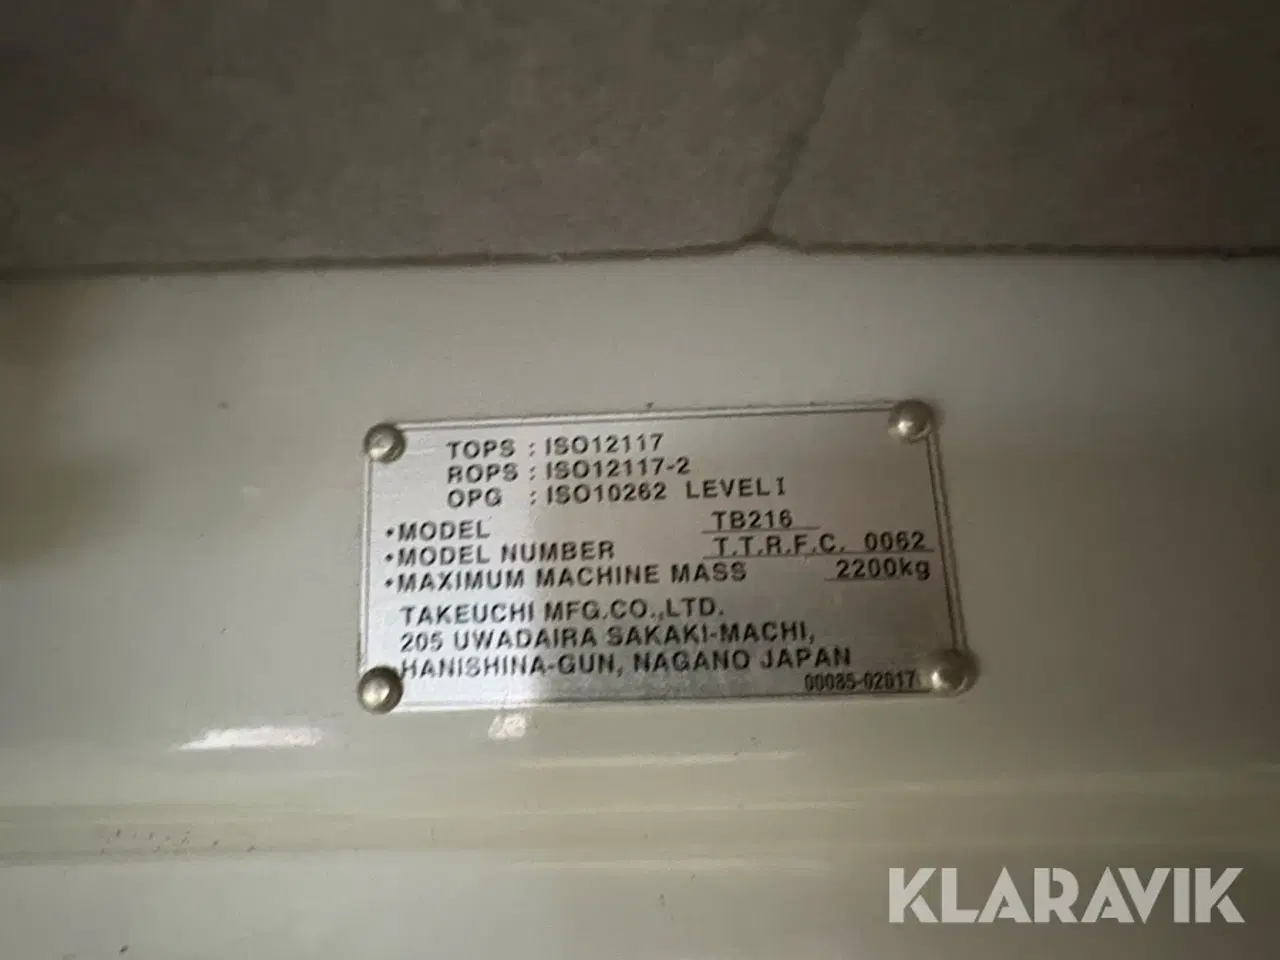 TOPS : ISO12117
ROPS : ISO12117-2
OPG : ISO10262 LEVEL I
•MODEL TB216
•MODEL NUMBER T.T.R.F.C. 0062
•MAXIMUM MACHINE MASS 2200kg
TAKEUCHI MFG.CO.,LTD.
205 UWADAIRA SAKAKI-MACHI,
HANISHINA-GUN, NAGANO JAPAN
00085-02017
KLARAVIK